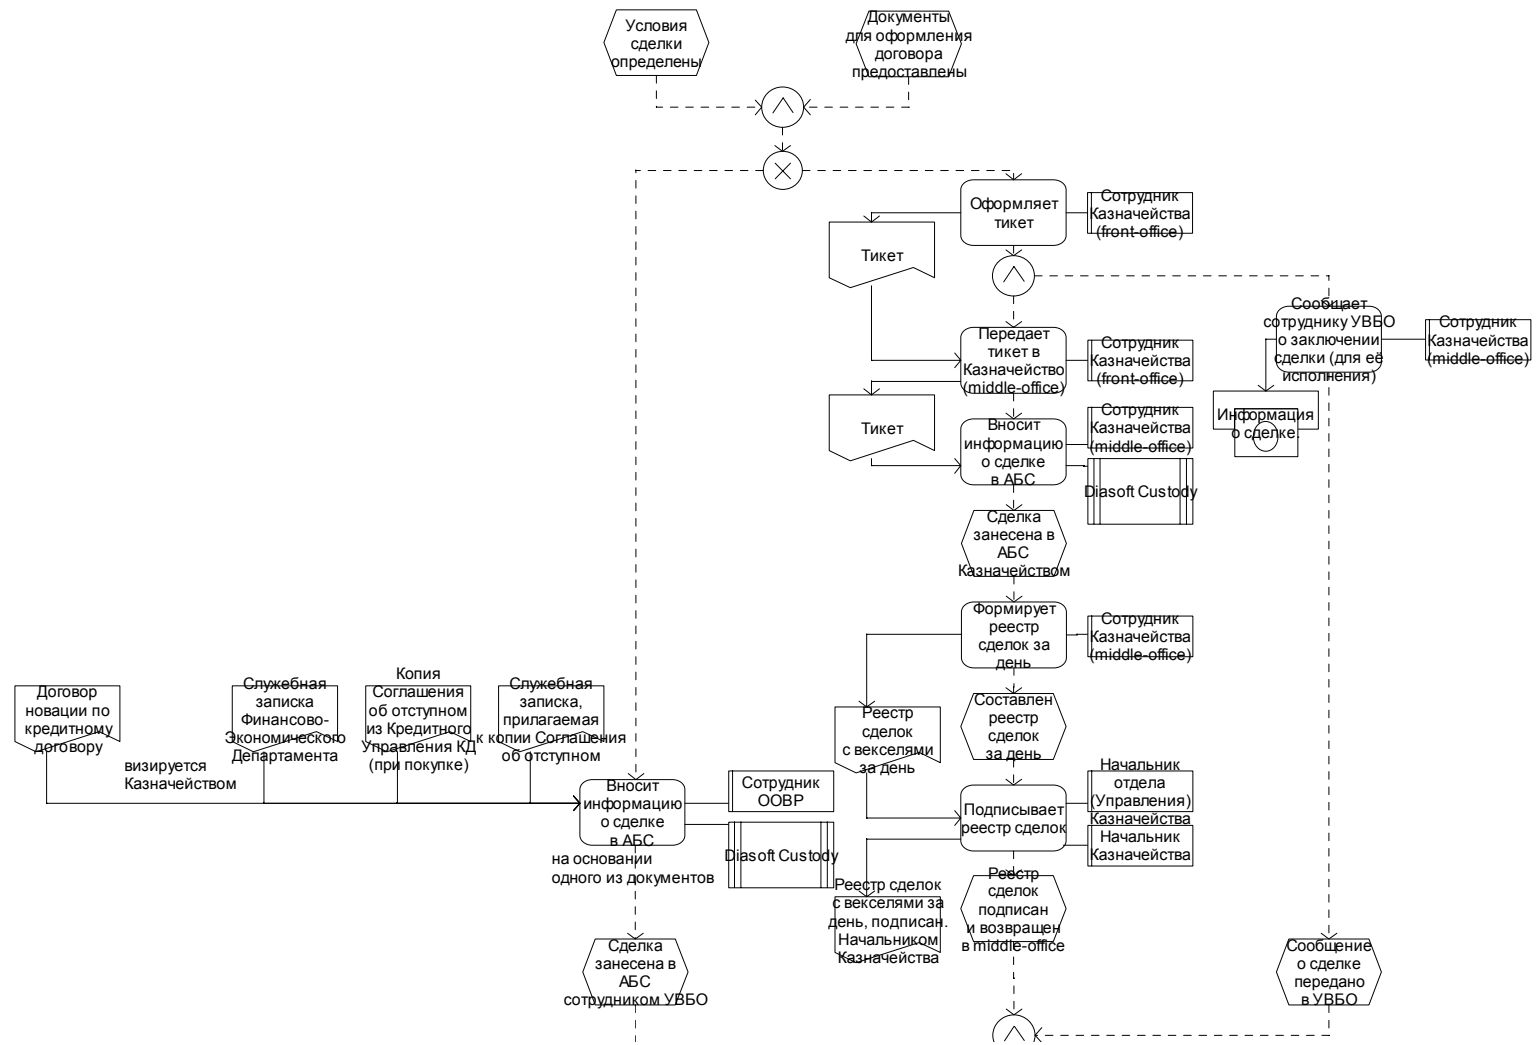 Условия
сделки
определены
Документы
для оформления
договора
предоставлены
Оформляет
тикет
Сотрудник
Казначейства
(front-office)
Тикет
Передает
тикет в
Казначейство
(middle-office)
Сотрудник
Казначейства
(front-office)
Сообщает
сотруднику УВБО
о заключении
сделки (для её
исполнения)
Сотрудник
Казначейства
(middle-office)
Информация
о сделке.
Тикет
Вносит
информацию
о сделке
в АБС
Сотрудник
Казначейства
(middle-office)
Diasoft Custody
Сделка
занесена в
АБС
Казначейством
Формирует
реестр
сделок за
день
Сотрудник
Казначейства
(middle-office)
Реестр
сделок
с векселями
за день
Составлен
реестр
сделок
за день
Договор
новации по
кредитному
договору
визируется
Казначейством
Служебная
записка
Финансово-
Экономического
Департамента
Копия
Соглашения
об отступном
из Кредитного
Управления КД
(при покупке)
Служебная
записка,
прилагаемая
к копии Соглашения
об отступном
Вносит
информацию
о сделке
в АБС
на основании
одного из документов
Сотрудник
ООВР
Diasoft Custody
Подписывает
реестр сделок
Начальник
отдела
(Управления)
Казначейства
Начальник
Казначейства
Реестр сделок
с векселями за
день, подписан.
Начальником
Казначейства
Реестр
сделок
подписан
и возвращен
в middle-office
Сделка
занесена в
АБС
сотрудником УВБО
Сообщение
о сделке
передано
в УВБО